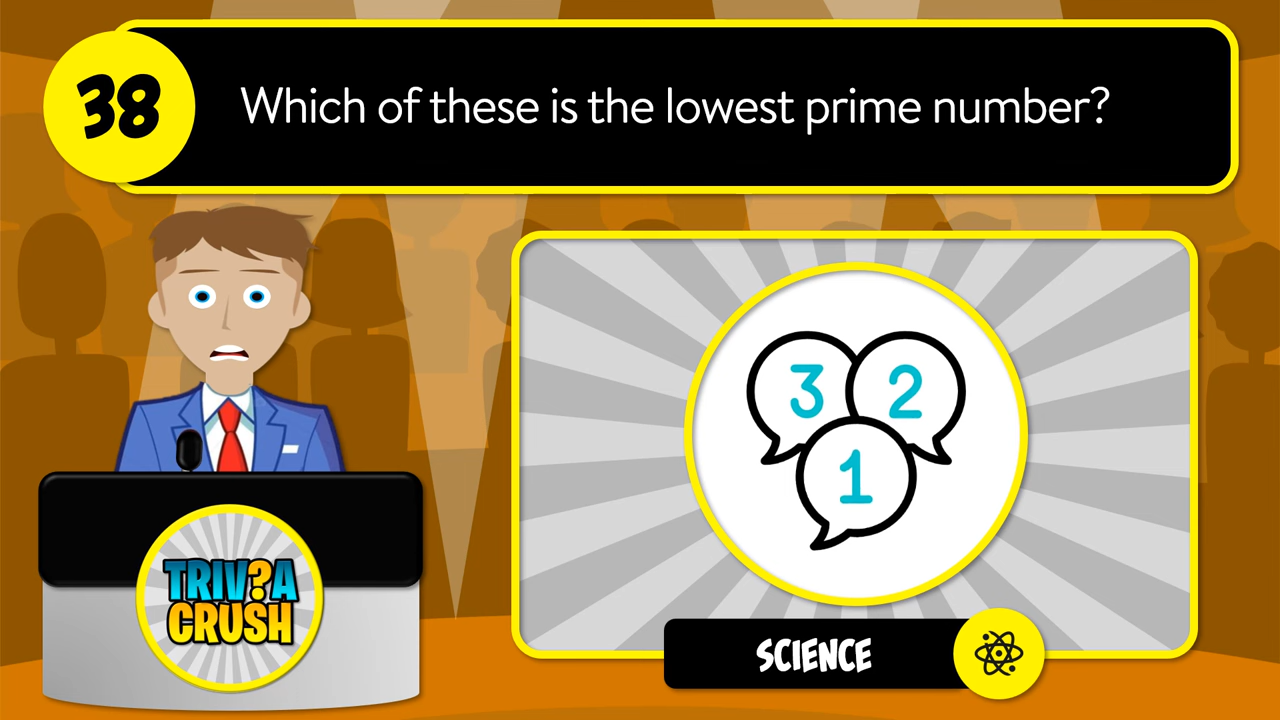 38
Which of these is the lowest prime number?
3
2
1
TRIV?A
CRUSH
SCIENCE